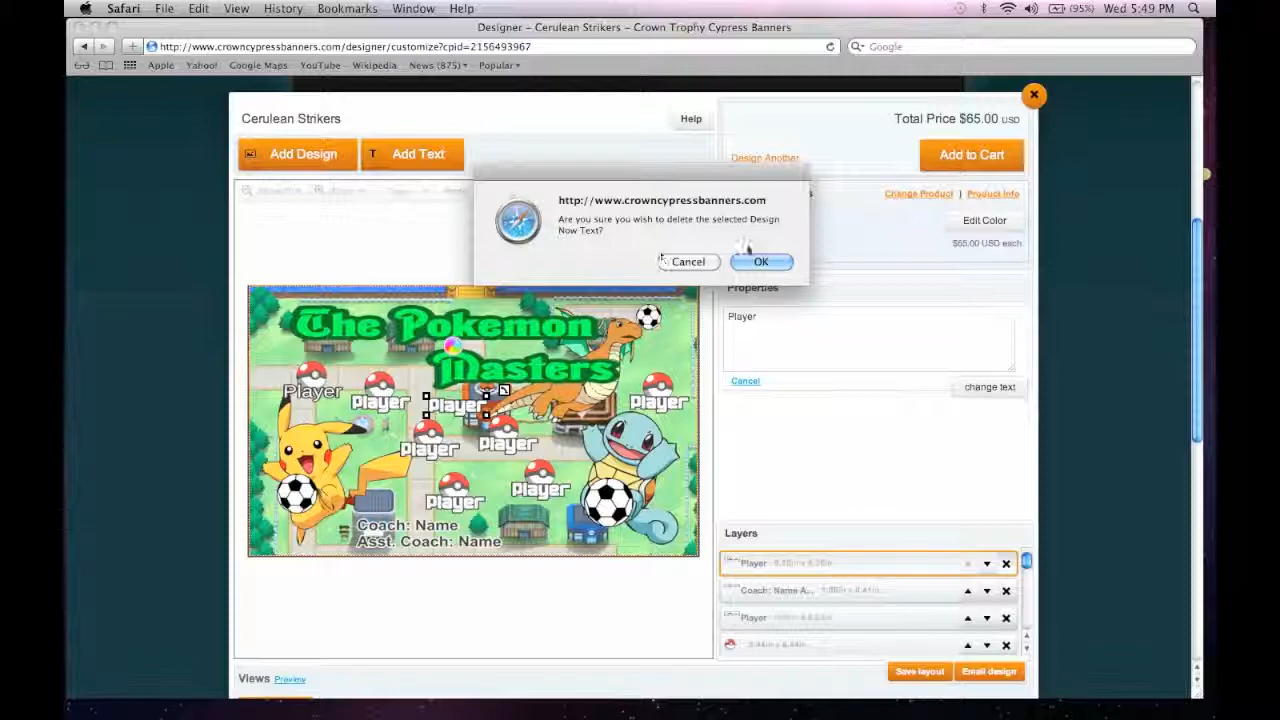 Safari File Edit View History Bookmarks Window Help (95%) Wed 5:49 PM
Designer – Cerulean Strikers – Crown Trophy Cypress Banners
http://www.crowncypressbanners.com/designer/customize?cpid=2156493967
Google
Apple Yahoo! Google Maps YouTube Wikipedia News (875) Popular
Cerulean Strikers
Help
Total Price $65.00 USD
Add Design
T Add Text
Design Another
Add to Cart
Change Product | Product Info
Edit Color
$65.00 USD each
http://www.crowncypressbanners.com
Are you sure you wish to delete the selected Design
Now Text?
Cancel
OK
Properties
Player
Cancel
change text
The Pokemon
Masters
Player
Player
Player
Player
Player
Player
Player
Player
Coach: Name
Asst. Coach: Name
Layers
Player
Coach: Name A...
Player
Save layout
Email design
Views Preview